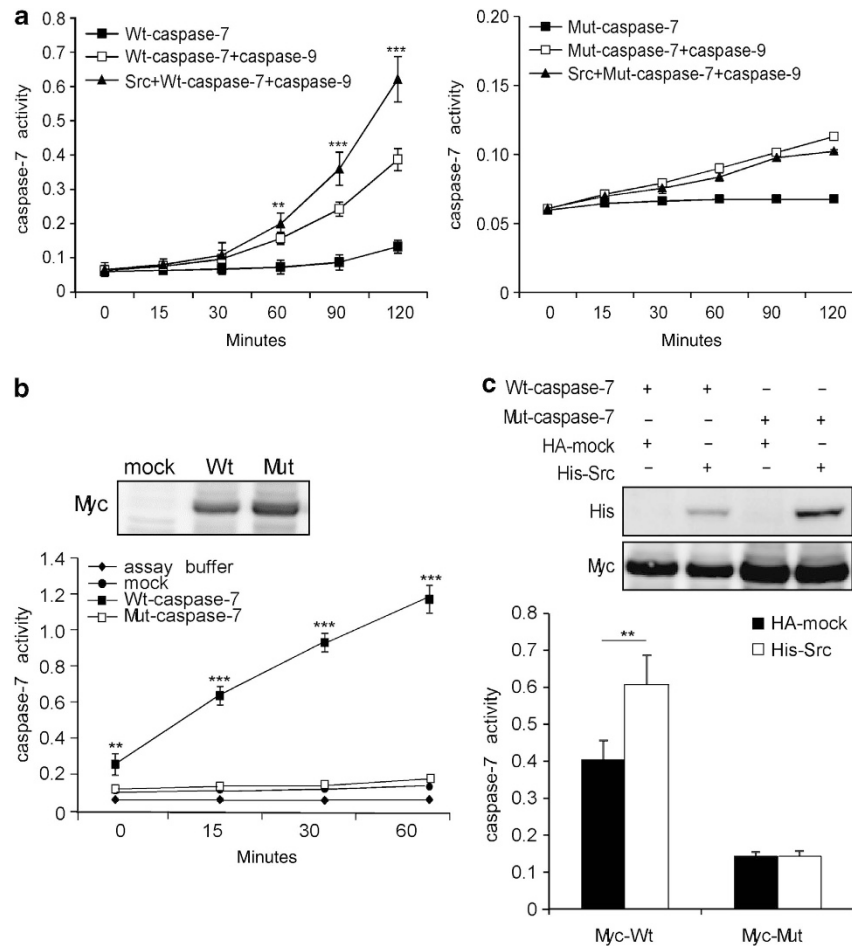 a
Wt-caspase-7
Wt-caspase-7+caspase-9
Src+Wt-caspase-7+caspase-9
caspase-7 activity
0.8
0.7
0.6
0.5
0.4
0.3
0.2
0.1
0
**
***
***
0 15 30 60 90 120
Minutes
Mut-caspase-7
Mut-caspase-7+caspase-9
Src+Mut-caspase-7+caspase-9
caspase-7 activity
0.20
0.15
0.10
0.05
0
0 15 30 60 90 120
Minutes
b
mock Wt Mut
Myc
assay buffer
mock
Wt-caspase-7
Mut-caspase-7
caspase-7 activity
1.4
1.2
1.0
0.8
0.6
0.4
0.2
0
**
***
***
***
0 15 30 60
Minutes
c
Wt-caspase-7 + + – –
Mut-caspase-7 – – + +
HA-mock + – + –
His-Src – + – +
His
Myc
HA-mock
His-Src
**
caspase-7 activity
0.8
0.7
0.6
0.5
0.4
0.3
0.2
0.1
0
Myc-Wt Myc-Mut